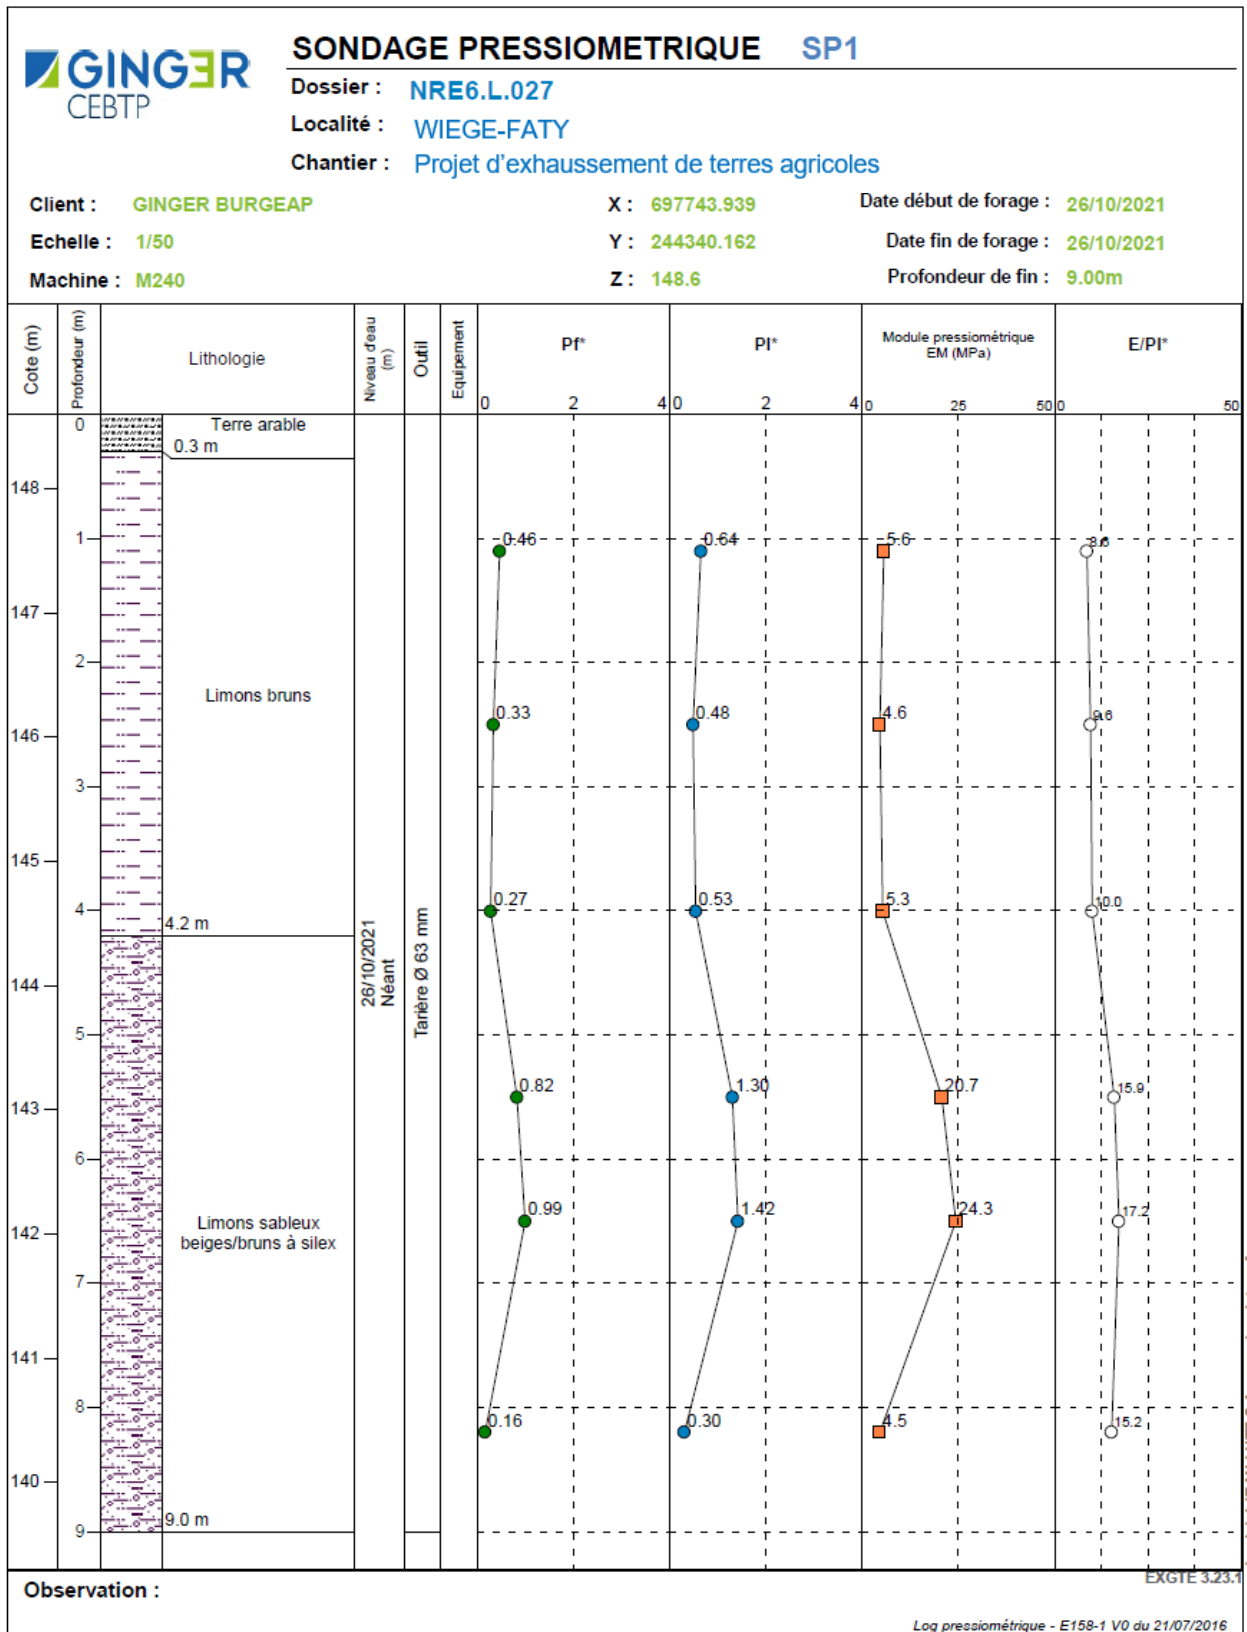 GINGER
CEBTP
SONDAGE PRESSIOMETRIQUE SP1
Dossier : NRE6.L.027
Localité : WIEGE-FATY
Chantier : Projet d'exhaussement de terres agricoles
Client : GINGER BURGEAP X : 697743.939 Date début de forage : 26/10/2021
Echelle : 1/50 Y : 244340.162 Date fin de forage : 26/10/2021
Machine : M240 Z : 148.6 Profondeur de fin : 9.00m
Cote (m)
Profondeur (m)
Lithologie
Niveau d'eau
(m)
Outil
Equipement
Pf*
Pl*
Module pressiométrique
EM (MPa)
E/Pl*
0 2 4 0 2 4 0 25 50 0 50
0 Terre arable
0.3 m
148
1 0.46 0.64 5.6 8.6
147
2
Limons bruns
0.33 0.48 4.6 9.6
146
3
145
4 0.27 0.53 5.3 10.0
4.2 m
26/10/2021
Néant
Tarière Ø 63 mm
144
5
0.82 1.30 20.7 15.9
143
6
0.99 1.42 24.3 17.2
Limons sableux
beiges/bruns à silex
142
7
141
8
0.16 0.30 4.5 15.2
140
9.0 m
9
Observation :
EXGTE 3.23.1
Log pressiométrique - E158-1 V0 du 21/07/2016